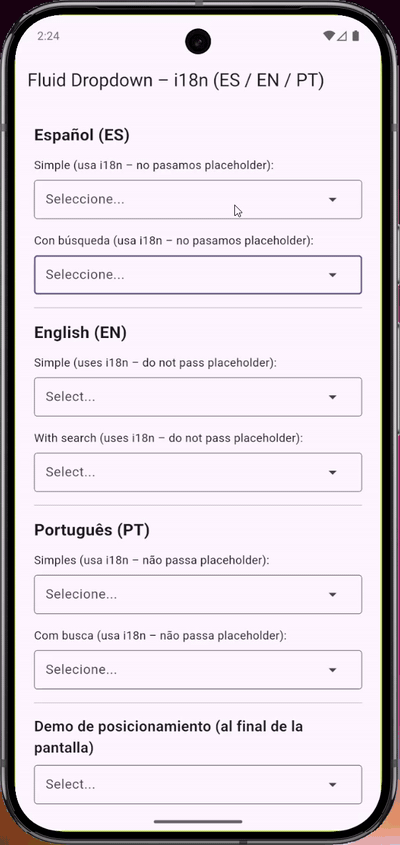 2:24
Fluid Dropdown – i18n (ES / EN / PT)
Español (ES)
Simple (usa i18n – no pasamos placeholder):
Seleccione...
Con búsqueda (usa i18n – no pasamos placeholder):
Seleccione...
English (EN)
Simple (uses i18n – do not pass placeholder):
Select...
With search (uses i18n – do not pass placeholder):
Select...
Português (PT)
Simples (usa i18n – não passa placeholder):
Selecione...
Com busca (usa i18n – não passa placeholder):
Selecione...
Demo de posicionamiento (al final de la
pantalla)
Select...